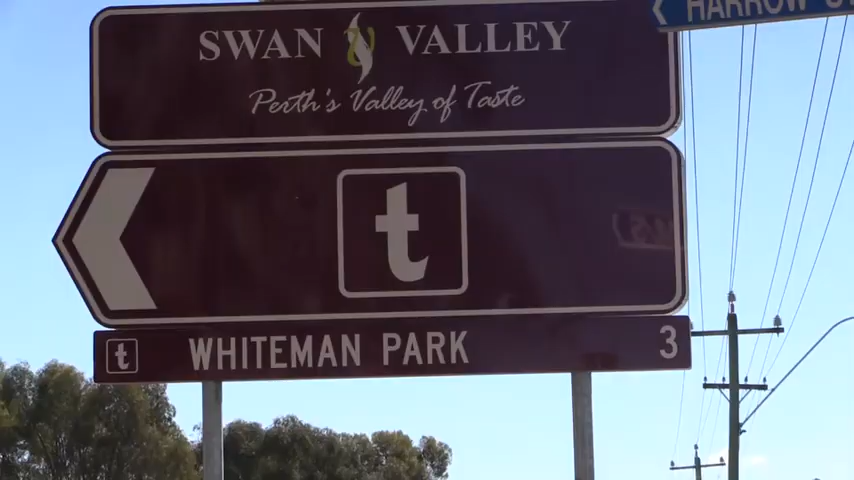 HARROW
SWAN VALLEY
Perth's Valley of Taste
t
t WHITEMAN PARK 3